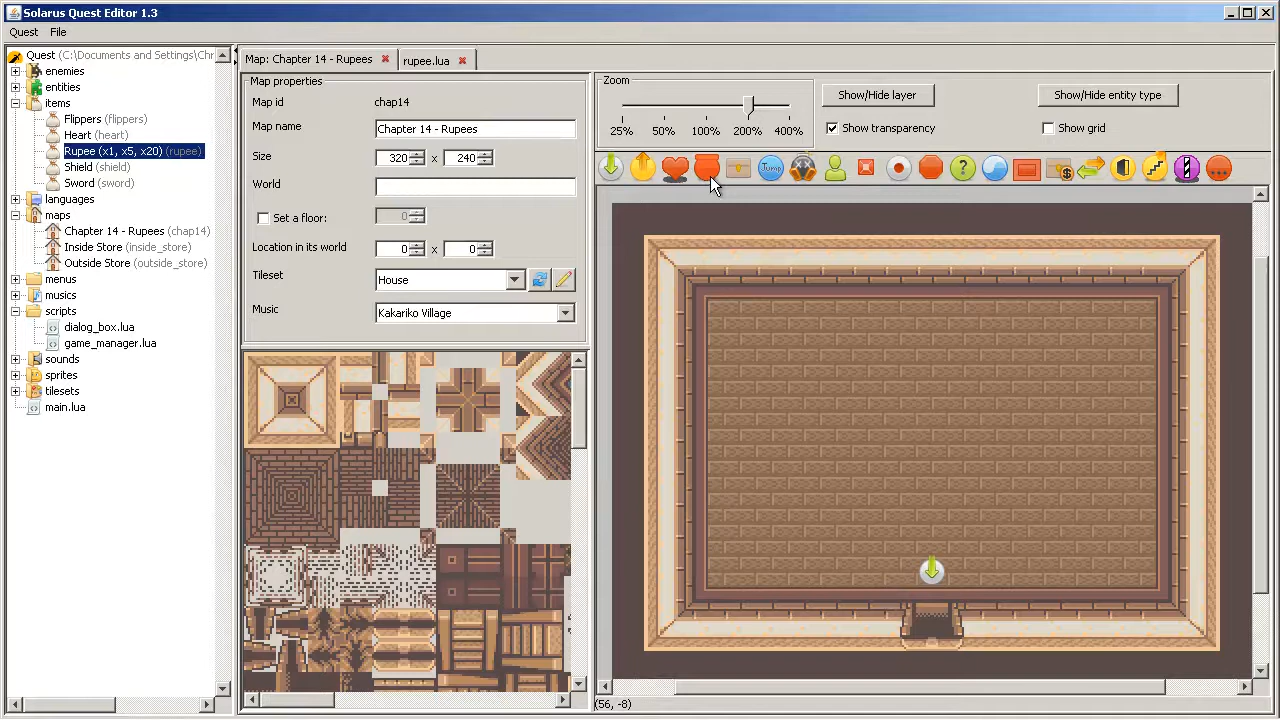 Solarus Quest Editor 1.3
Quest File
Quest (C:\Documents and Settings\Chr
enemies
entities
items
Flippers (flippers)
Heart (heart)
Rupee (x1, x5, x20) (rupee)
Shield (shield)
Sword (sword)
languages
maps
Chapter 14 - Rupees (chap14)
Inside Store (inside_store)
Outside Store (outside_store)
menus
musics
scripts
dialog_box.lua
game_manager.lua
sounds
sprites
tilesets
main.lua
Map: Chapter 14 - Rupees
rupee.lua
Map properties
Map id chap14
Map name Chapter 14 - Rupees
Size 320 x 240
World
Set a floor: 0
Location in its world 0 x 0
Tileset House
Music Kakariko Village
Zoom
25% 50% 100% 200% 400%
Show/Hide layer
Show/Hide entity type
Show transparency
Show grid
Jump
?
$
(56, -8)